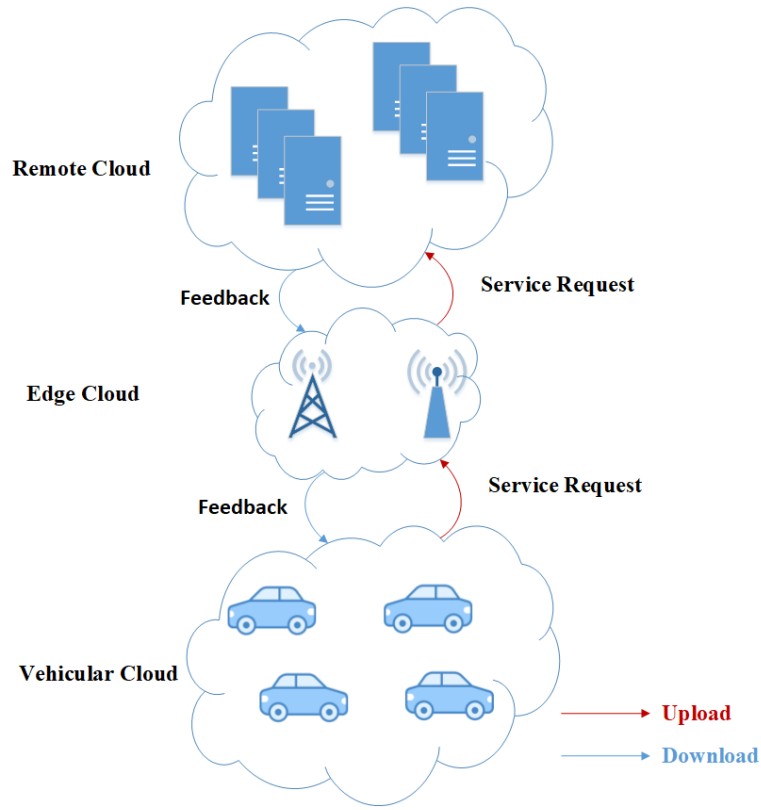 Remote Cloud
Feedback
Service Request
Edge Cloud
Feedback
Service Request
Vehicular Cloud
Upload
Download